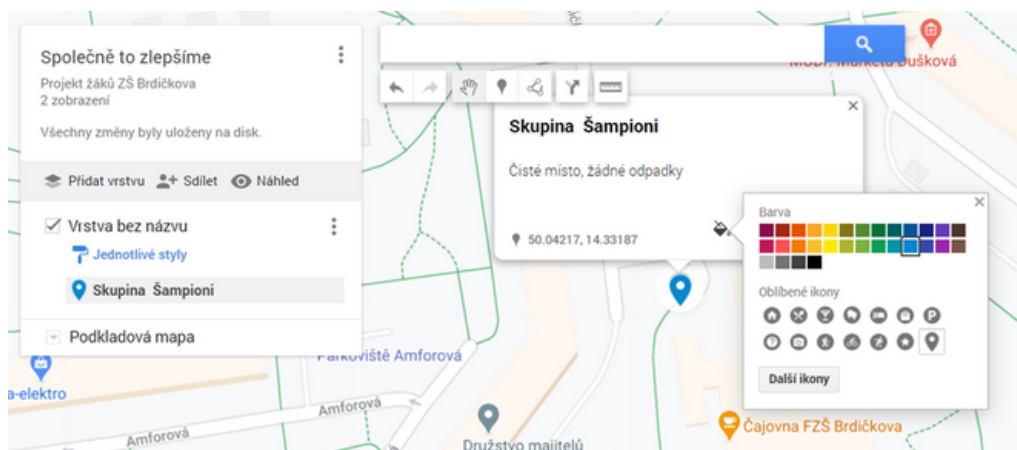 Společně to zlepšíme
Projekt žáků ZŠ Brdičkova
2 zobrazení
Všechny změny byly uloženy na disk.
Přidat vrstvu Sdílet Náhled
Vrstva bez názvu
Jednotlivé styly
Skupina Šampioni
Podkladová mapa
Dušková
Skupina Šampioni
Čisté místo, žádné odpadky
50.04217, 14.33187
Barva
Oblíbené ikony
Další ikony
Parkoviště Amforová
a-elektro
Amforová
Amforová
Družstvo majitelů
Čajovna FZŠ Brdičkova